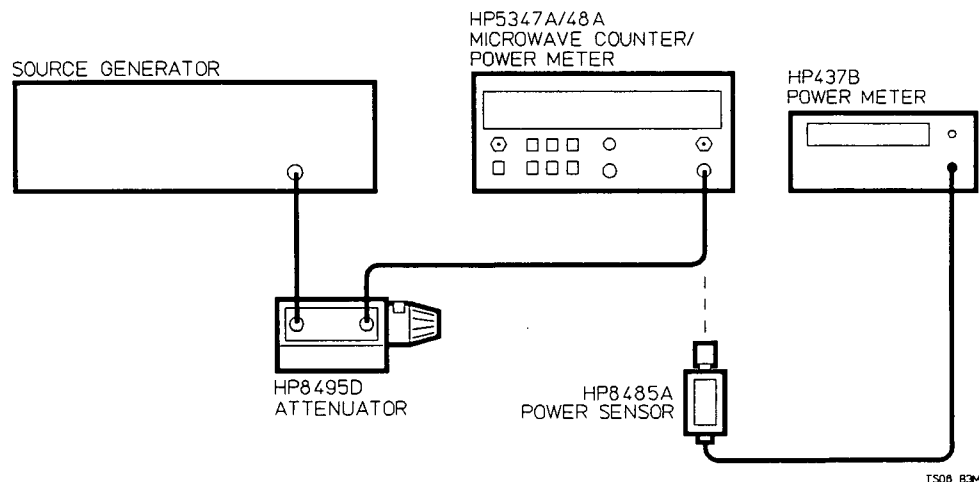 HP5347A/48A
MICROWAVE COUNTER/
POWER METER
SOURCE GENERATOR
HP437B
POWER METER
HP8495D
ATTENUATOR
HP8485A
POWER SENSOR